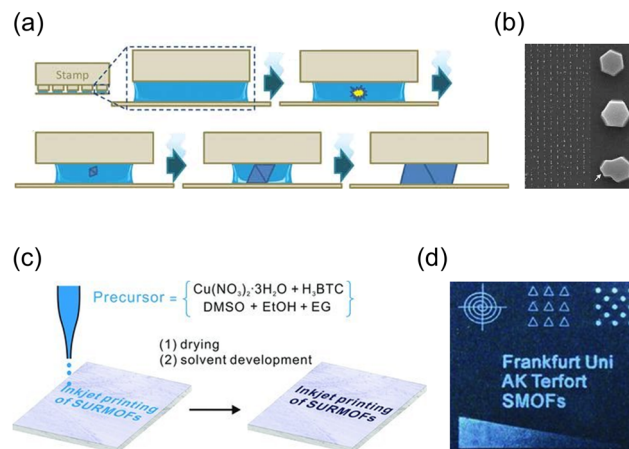 (a)
(b)
Stamp
(c)
(d)
Precursor =
Cu(NO₃)₂·3H₂O + H₃BTC
DMSO + EtOH + EG
(1) drying
(2) solvent development
Inkjet printing
of SURMOFs
Inkjet printing
of SURMOFs
Frankfurt Uni
AK Terfort
SMOFs